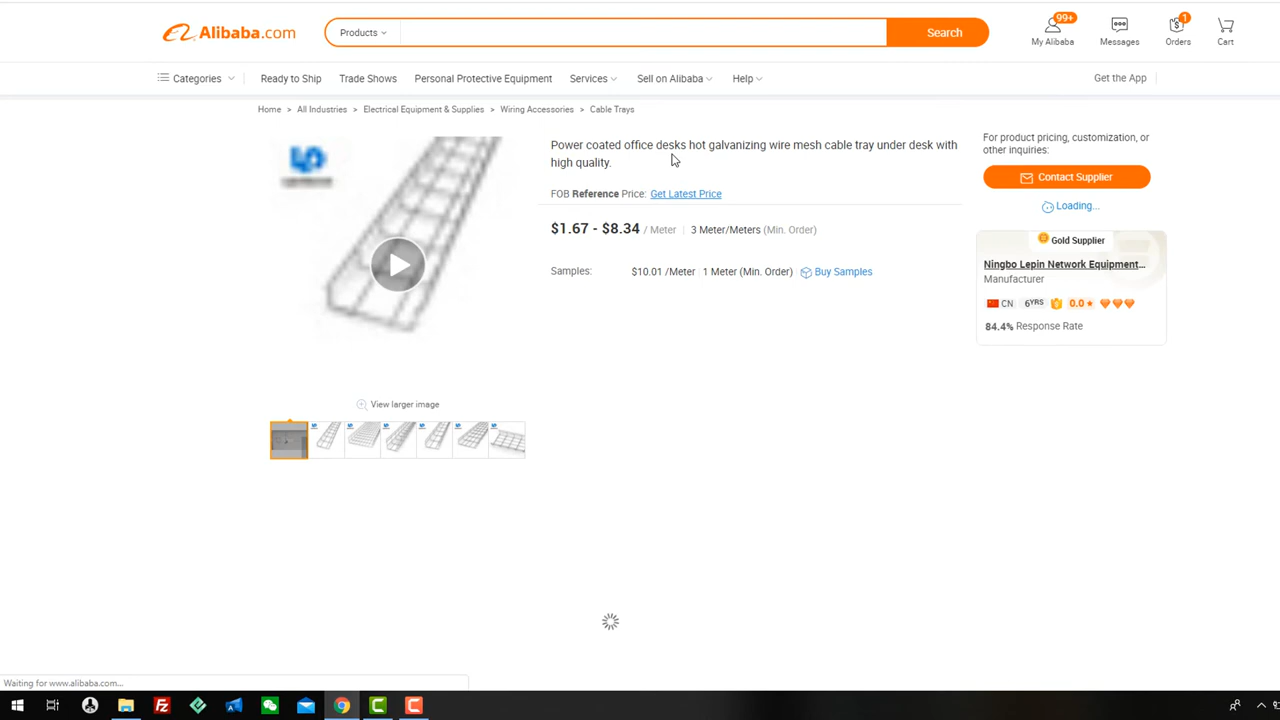 Alibaba.com
Products
Search
99+
My Alibaba
Messages
1
Orders
Cart
Categories
Ready to Ship
Trade Shows
Personal Protective Equipment
Services
Sell on Alibaba
Help
Get the App
Home > All Industries > Electrical Equipment & Supplies > Wiring Accessories > Cable Trays
Power coated office desks hot galvanizing wire mesh cable tray under desk with
high quality.
FOB Reference Price: Get Latest Price
$1.67 - $8.34 / Meter 3 Meter/Meters (Min. Order)
Samples: $10.01 /Meter 1 Meter (Min. Order) Buy Samples
View larger image
For product pricing, customization, or
other inquiries:
Contact Supplier
Loading...
Gold Supplier
Ningbo Lepin Network Equipment...
Manufacturer
CN 6YRS 0.0
84.4% Response Rate
Waiting for www.alibaba.com...